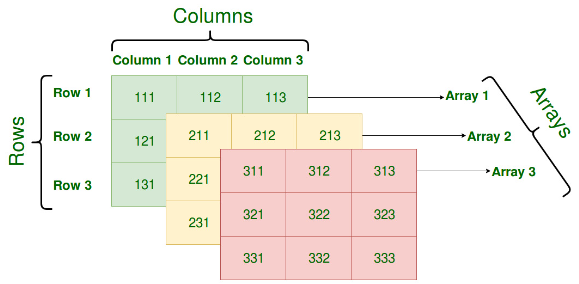 Columns
Column 1 Column 2 Column 3
Rows
Row 1
Row 2
Row 3
111 112 113
121
131
211 212 213
221
231
311 312 313
321 322 323
331 332 333
Array 1
Array 2
Array 3
Arrays